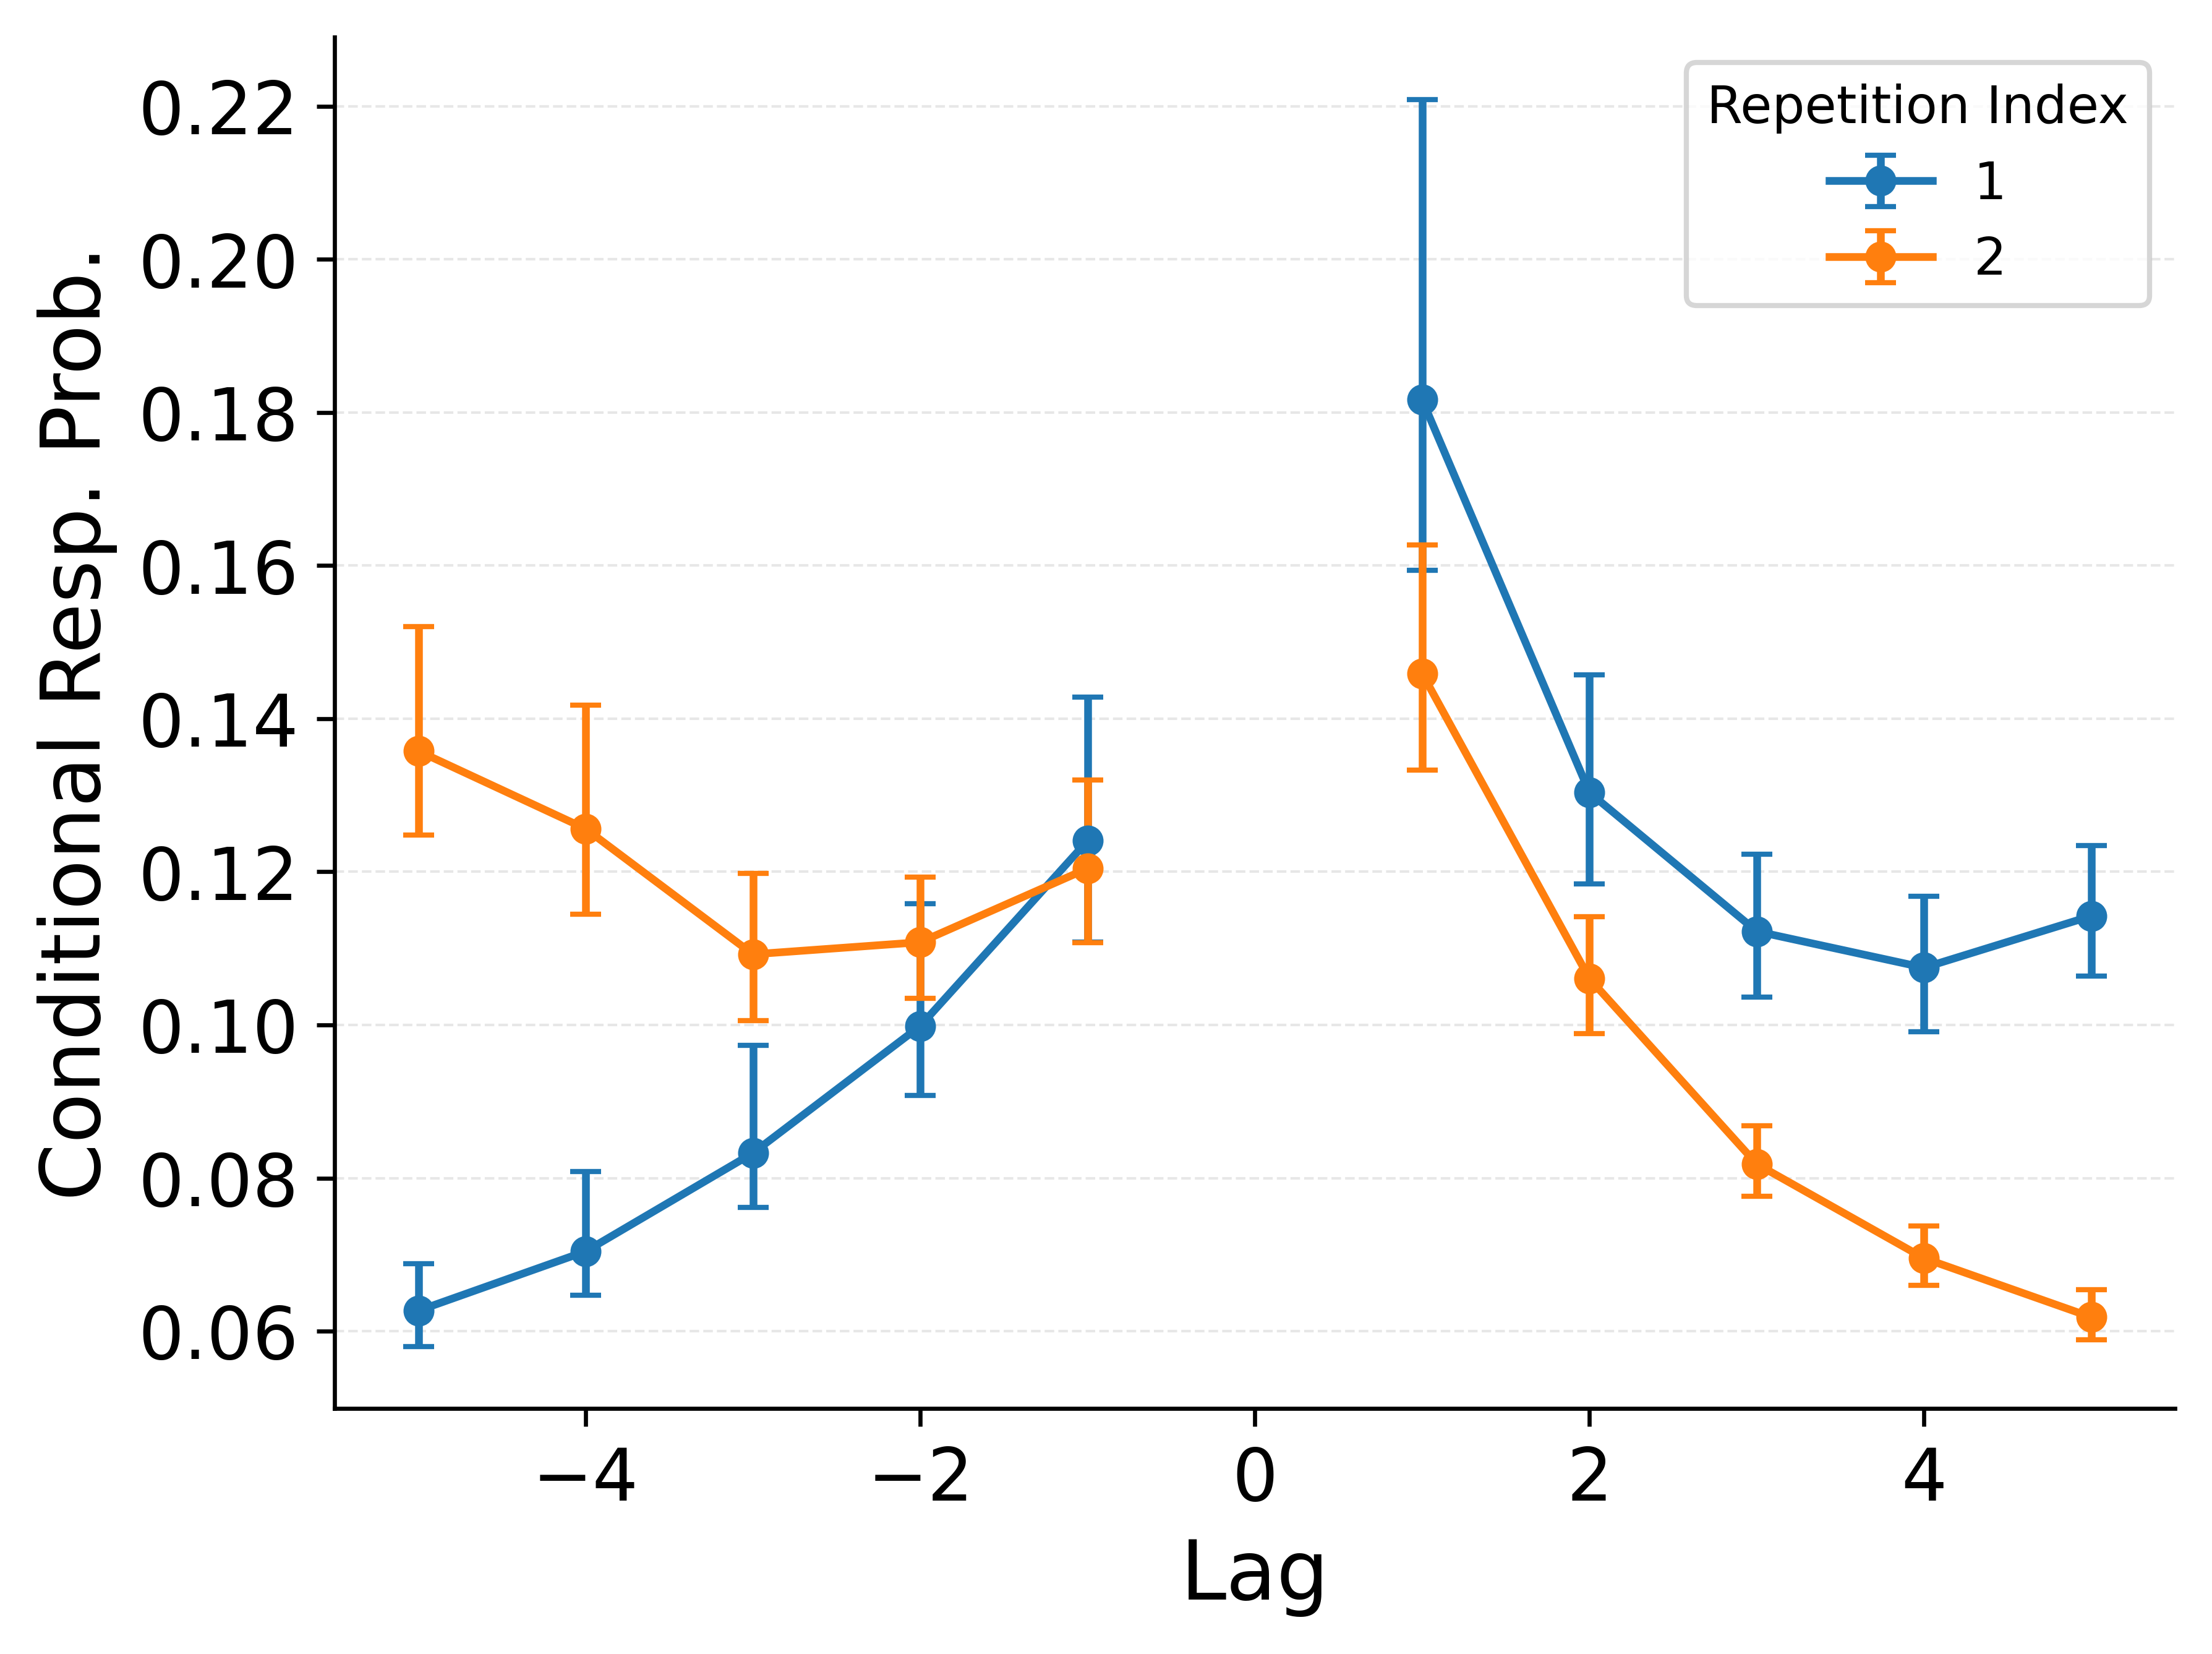 Conditional Resp. Prob.
0.22
0.20
0.18
0.16
0.14
0.12
0.10
0.08
0.06
Repetition Index
1
2
−4 −2 0 2 4
Lag